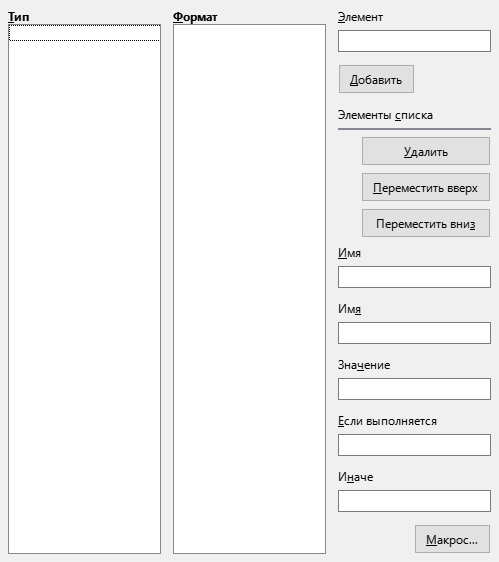 Тип
Формат
Элемент
Добавить
Элементы списка
Удалить
Переместить вверх
Переместить вниз
Имя
Имя
Значение
Если выполняется
Иначе
Макрос...